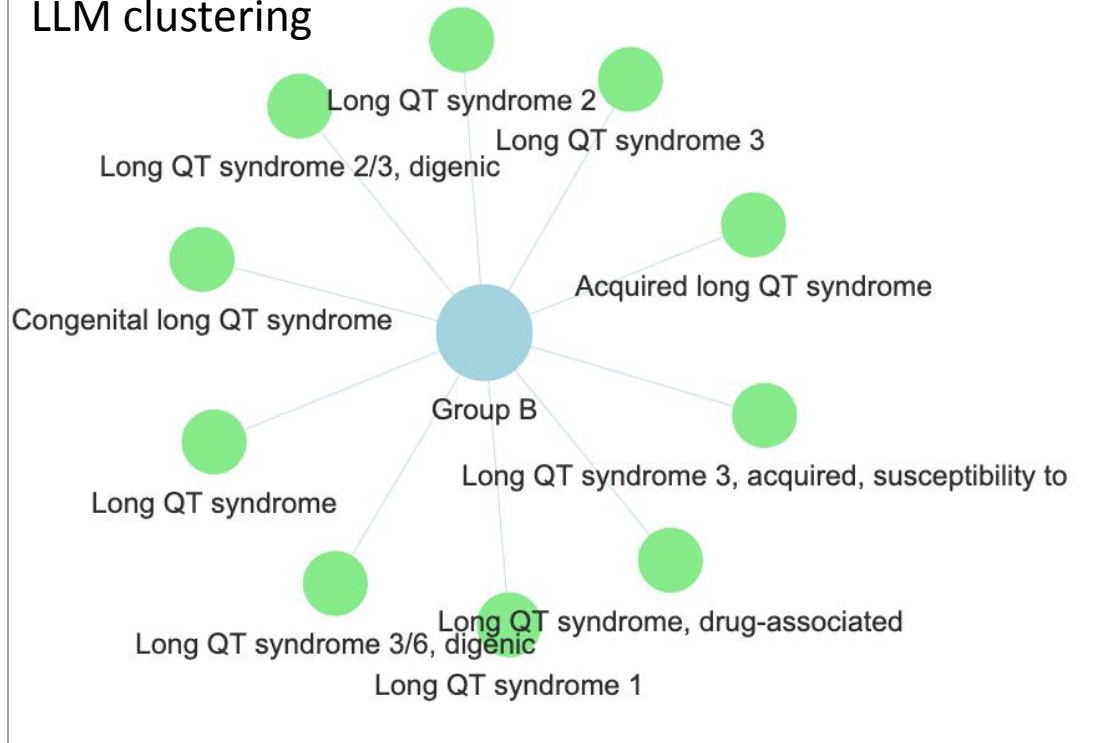 LLM clustering
Long QT syndrome 2
Long QT syndrome 3
Long QT syndrome 2/3, digenic
Acquired long QT syndrome
Congenital long QT syndrome
Group B
Long QT syndrome 3, acquired, susceptibility to
Long QT syndrome
Long QT syndrome, drug-associated
Long QT syndrome 3/6, digenic
Long QT syndrome 1